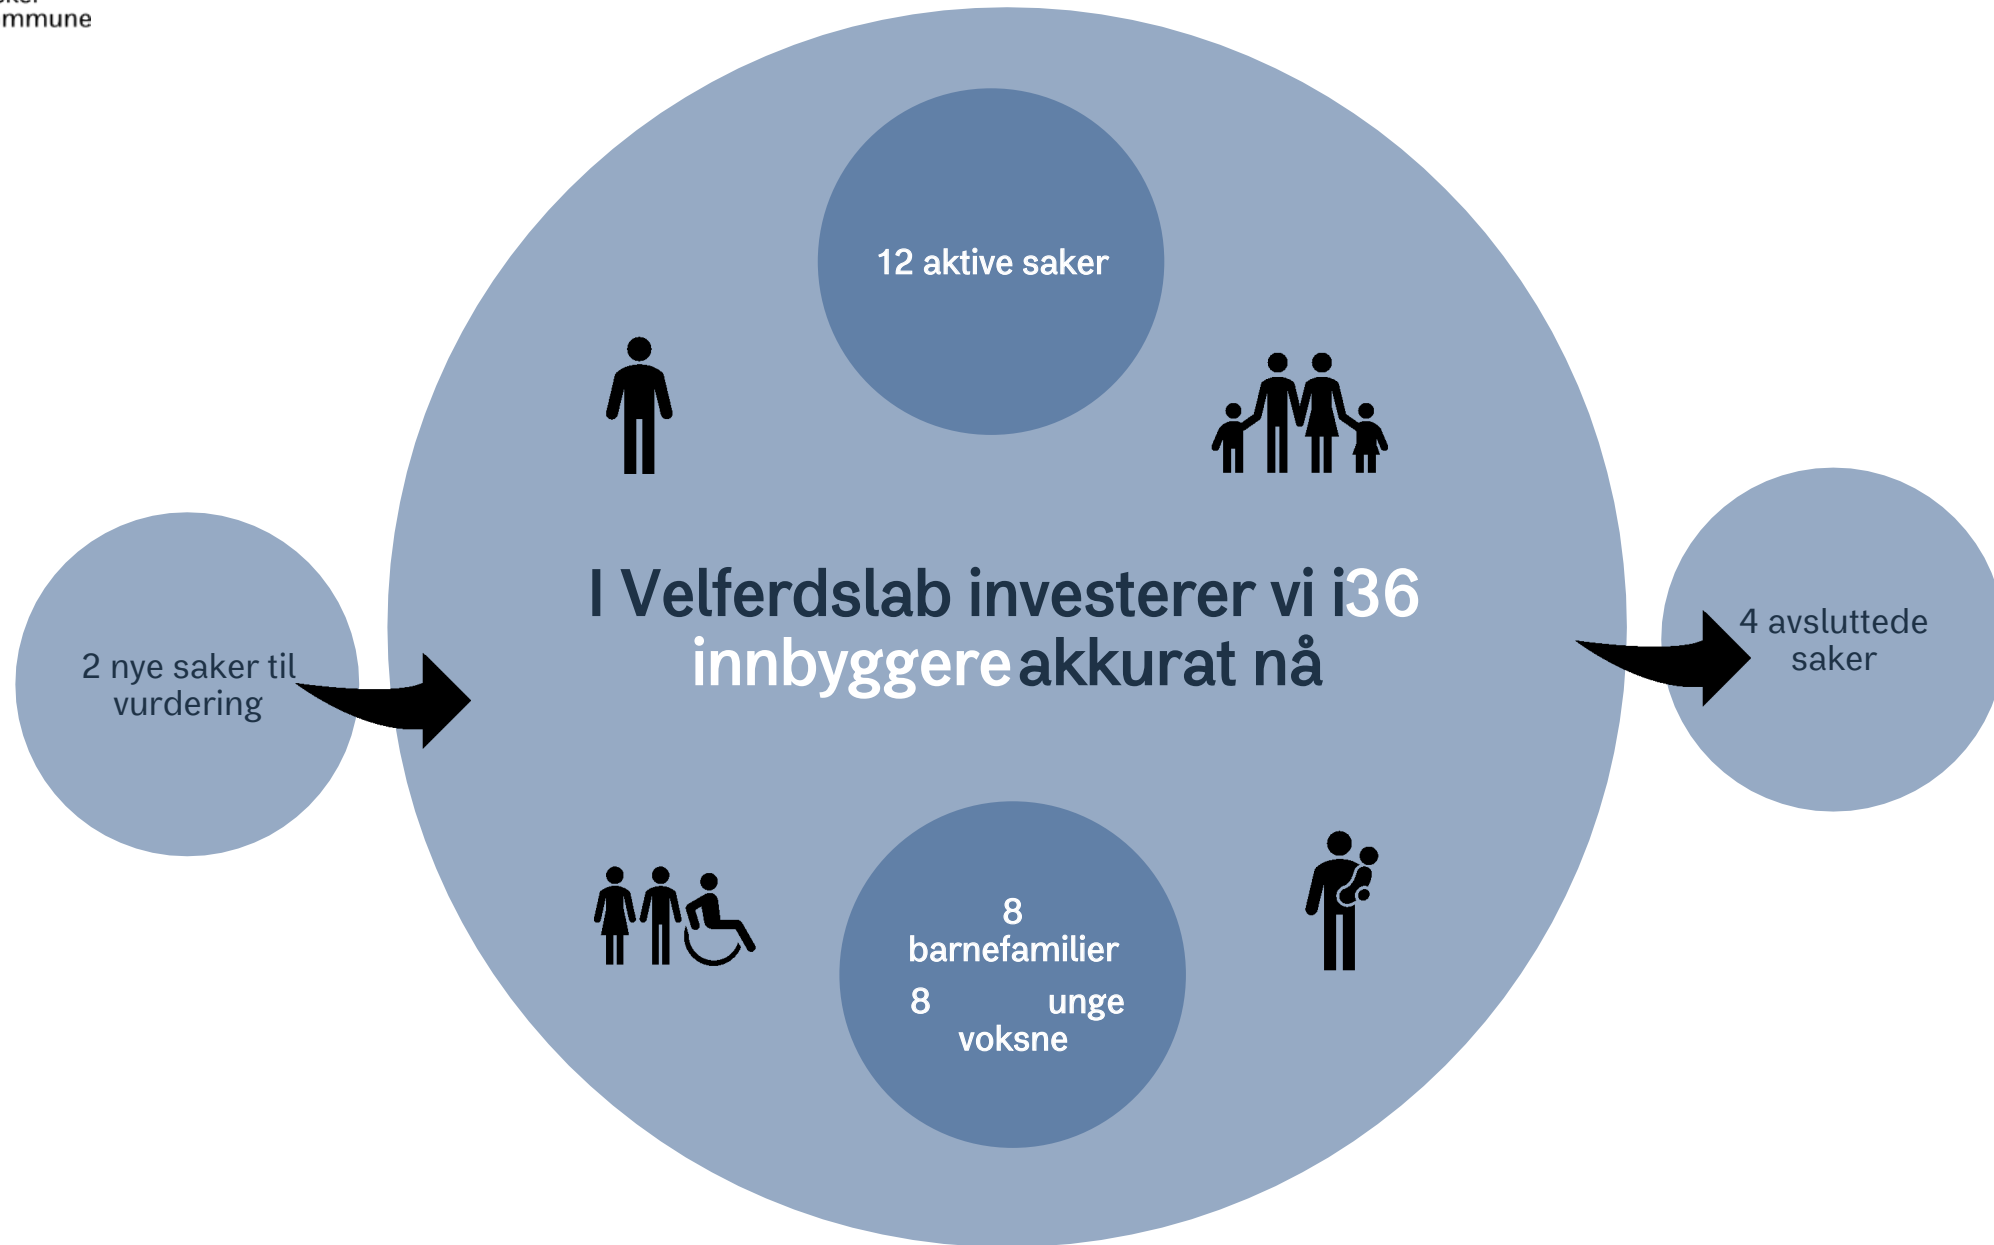 mmune
12 aktive saker
I Velferdslab investerer vi i36
innbyggere akkurat nå
2 nye saker til
vurdering
4 avsluttede
saker
8
barnefamilier
8 unge
voksne